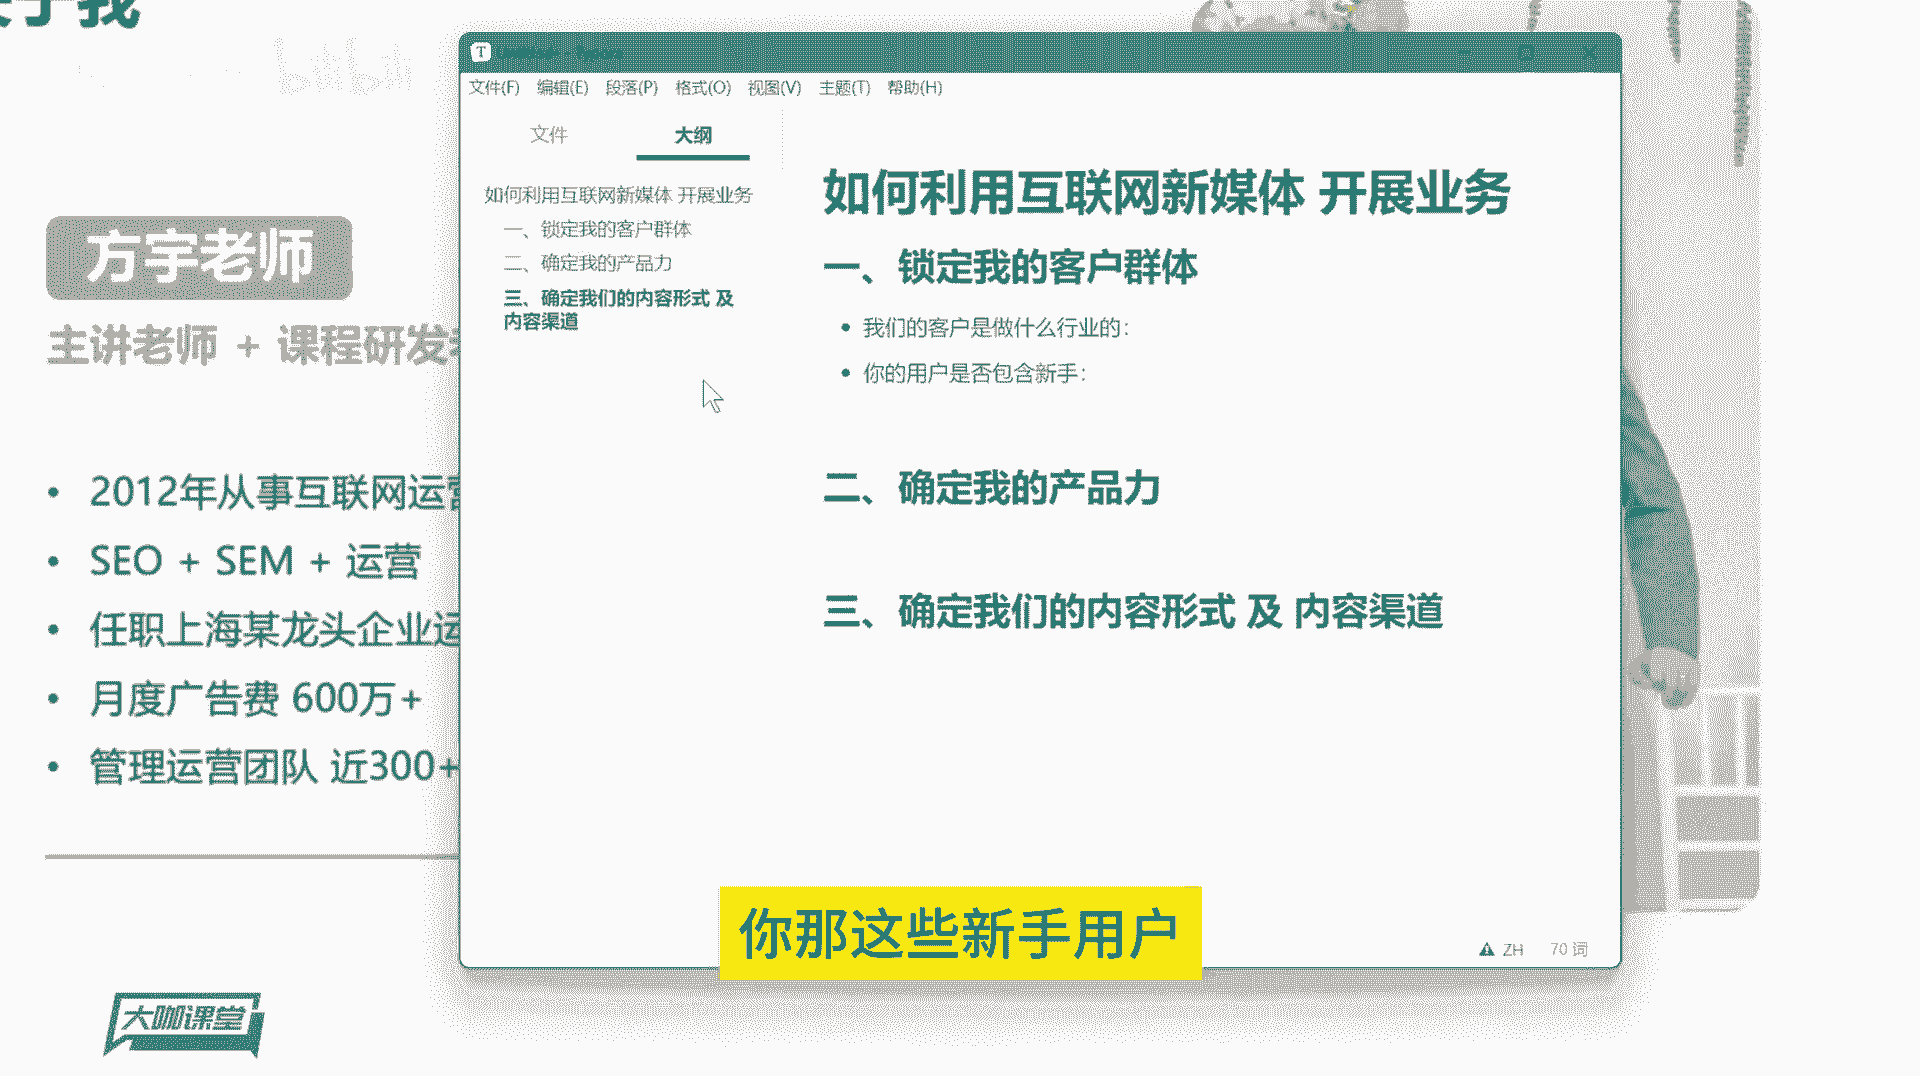 bilibili
方宇老师
主讲老师 + 课程研发
2012年从事互联网运营
SEO + SEM + 运营
任职上海某龙头企业运
月度广告费 600万+
管理运营团队 近300+
大咖课堂
文件(F) 编辑(E) 段落(P) 格式(O) 视图(V) 主题(T) 帮助(H)
文件 大纲
如何利用互联网新媒体 开展业务
一、锁定我的客户群体
二、确定我的产品力
三、确定我们的内容形式 及
内容渠道
如何利用互联网新媒体 开展业务
一、锁定我的客户群体
我们的客户是做什么行业的：
你的用户是否包含新手：
二、确定我的产品力
三、确定我们的内容形式 及 内容渠道
ZH 70 词
你那这些新手用户